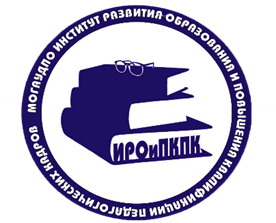 МОГАУДПО ИНСТИТУТ РАЗВИТИЯ ОБРАЗОВАНИЯ И ПОВЫШЕНИЯ КВАЛИФИКАЦИИ ПЕДАГОГИЧЕСКИХ КАДРОВ
ИРОиПКПК